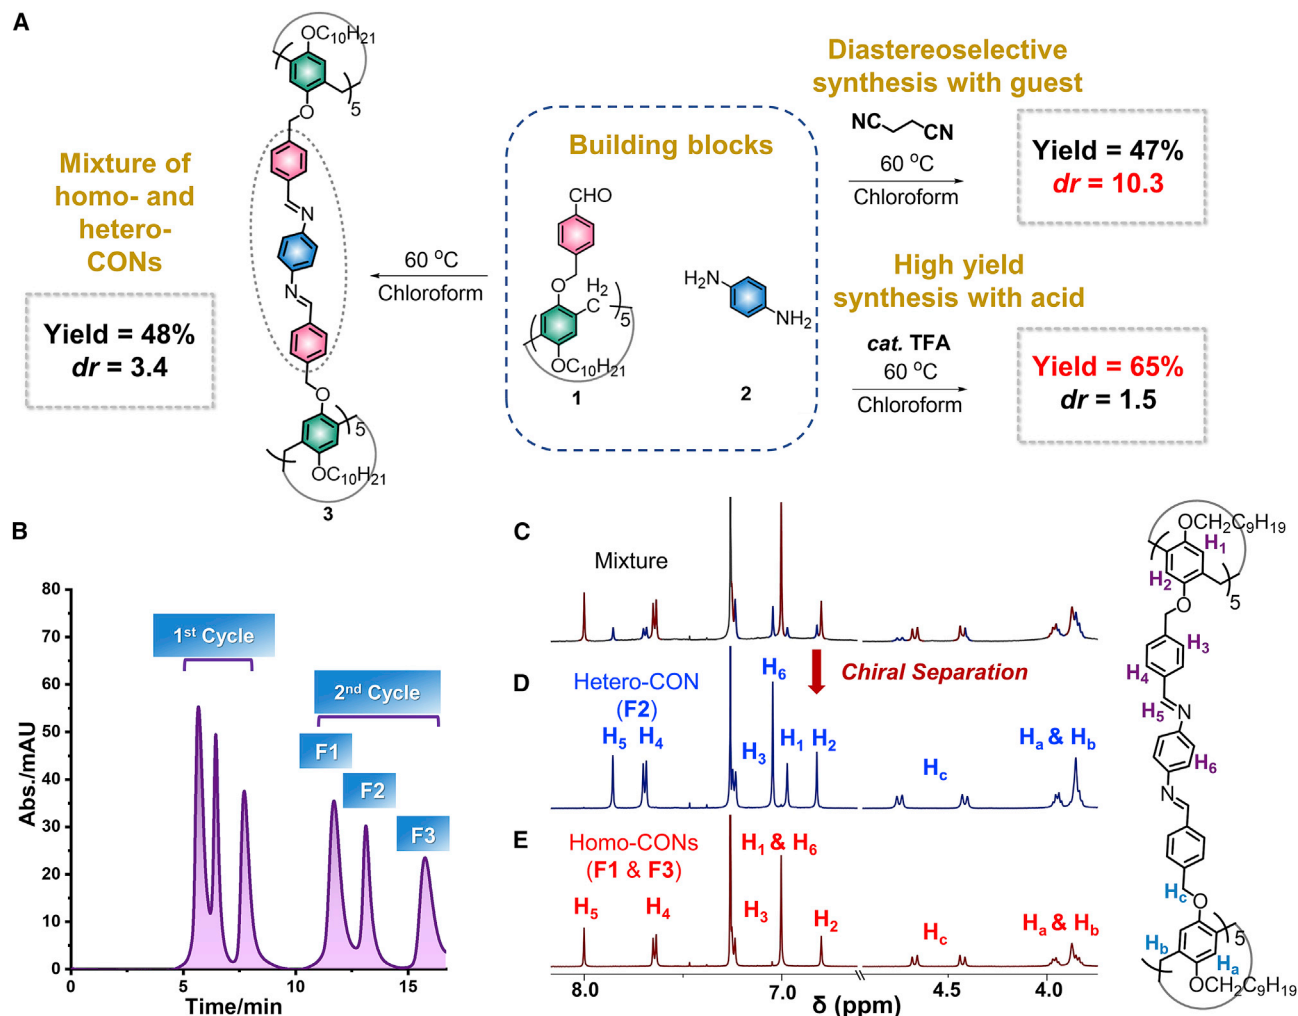 A
OC10H21
5
O
Mixture of
homo- and
hetero-
CONs
Yield = 48%
dr = 3.4
N
N
O
5
OC10H21
3
60 °C
Chloroform
Building blocks
CHO
O
H2
C
5
OC10H21
1
H2N
NH2
2
Diastereoselective
synthesis with guest
NC
CN
60 °C
Chloroform
Yield = 47%
dr = 10.3
High yield
synthesis with acid
cat. TFA
60 °C
Chloroform
Yield = 65%
dr = 1.5
B
Abs./mAU
80
70
60
50
40
30
20
10
0
0
5
10
15
Time/min
1st Cycle
2nd Cycle
F1
F2
F3
C
Mixture
Chiral Separation
D
Hetero-CON
(F2)
H5
H4
H3
H6
H1
H2
Hc
Ha & Hb
E
Homo-CONs
(F1 & F3)
H5
H4
H3
H1 & H6
H2
Hc
Ha & Hb
8.0
7.0
4.5
4.0
δ (ppm)
OCH2C9H19
H1
H2
5
O
H3
H4
H5
N
H6
N
Hc
O
5
Hb
Ha
OCH2C9H19